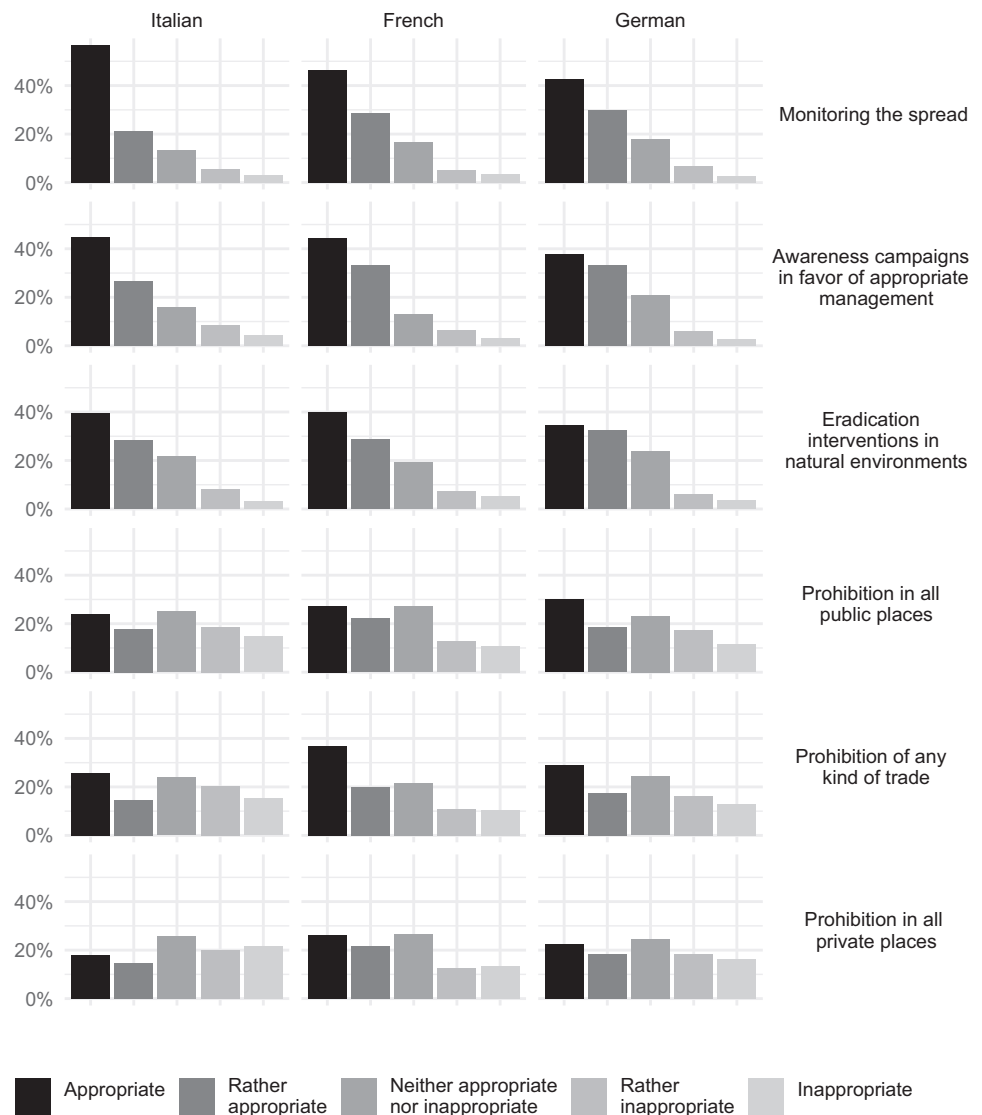 Italian French German
40%
20%
0%
Monitoring the spread
40%
20%
0%
Awareness campaigns
in favor of appropriate
management
40%
20%
0%
Eradication
interventions in
natural environments
40%
20%
0%
Prohibition in all
public places
40%
20%
0%
Prohibition of any
kind of trade
40%
20%
0%
Prohibition in all
private places
Appropriate
Rather
appropriate
Neither appropriate
nor inappropriate
Rather
inappropriate
Inappropriate